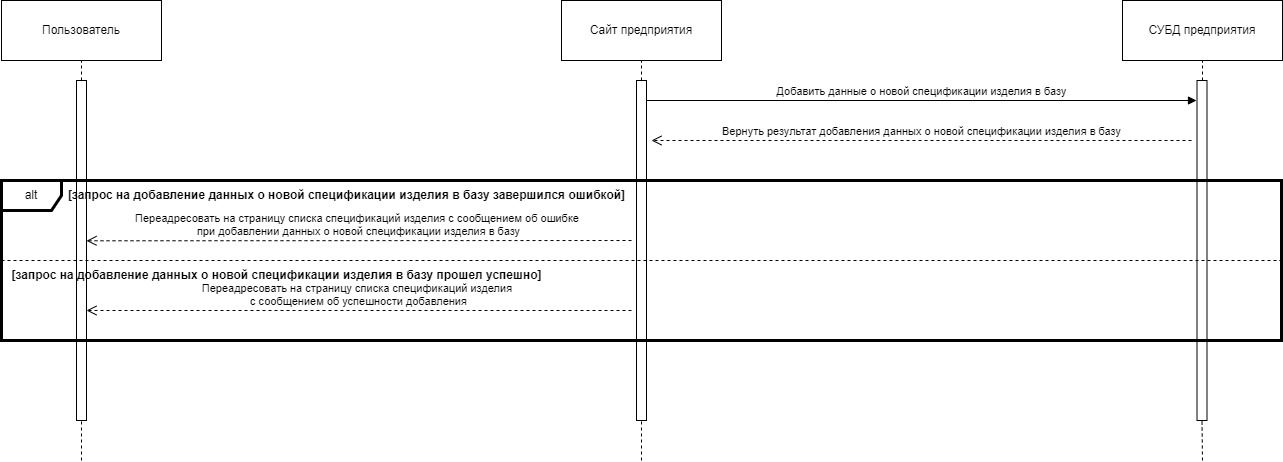 Пользователь
Сайт предприятия
СУБД предприятия
Добавить данные о новой спецификации изделия в базу
Вернуть результат добавления данных о новой спецификации изделия в базу
alt
[запрос на добавление данных о новой спецификации изделия в базу завершился ошибкой]
Переадресовать на страницу списка спецификаций изделия с сообщением об ошибке
при добавлении данных о новой спецификации изделия в базу
[запрос на добавление данных о новой спецификации изделия в базу прошел успешно]
Переадресовать на страницу списка спецификаций изделия
с сообщением об успешности добавления